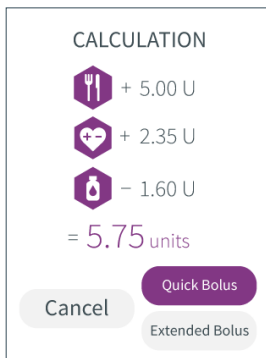 CALCULATION
+ 5.00 U
+ 2.35 U
− 1.60 U
= 5.75 units
Quick Bolus
Cancel
Extended Bolus